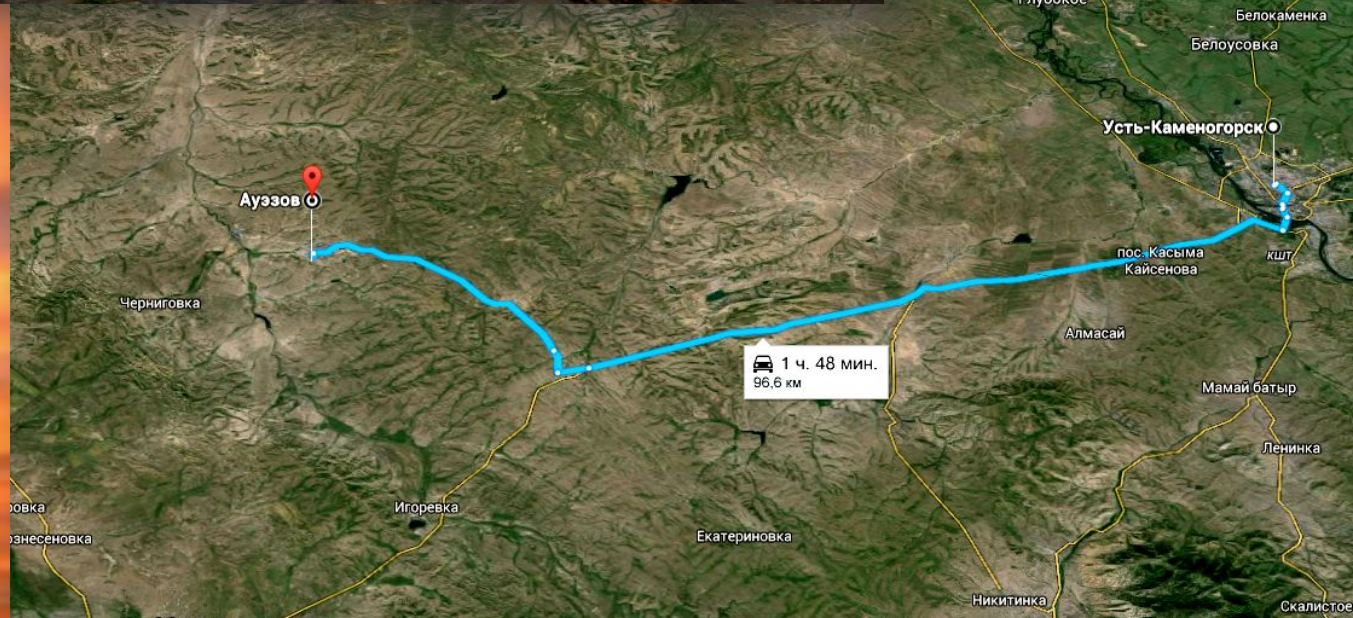 Глубокое
Белокаменка
Белоусовка
Усть-Каменогорск
Ауэзов
пос. Касыма
Кайсенова
кшт
Черниговка
Алмасай
1 ч. 48 мин.
96,6 км
Мамай батыр
Ленинка
Игоревка
Екатериновка
Никитинка
Скалистое